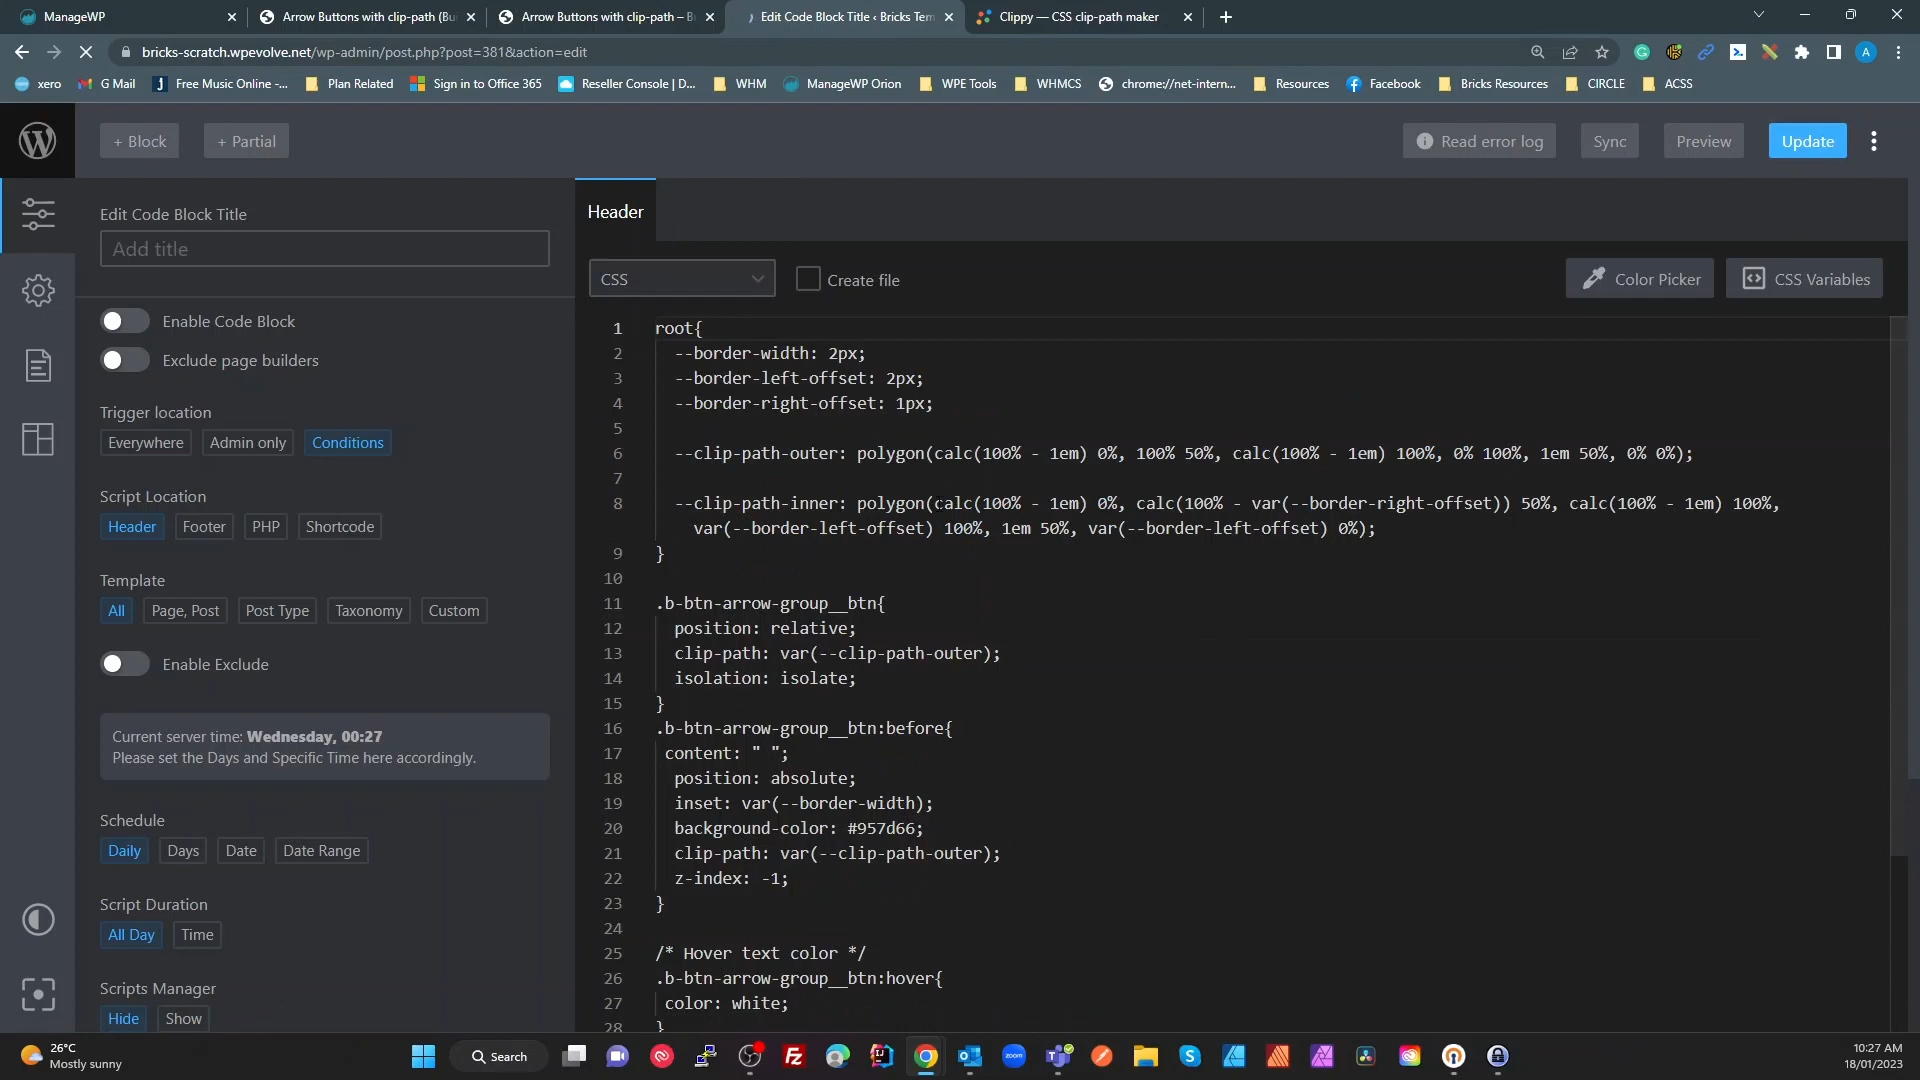 ManageWP
Arrow Buttons with clip-path (Bu
Arrow Buttons with clip-path – B
Edit Code Block Title ‹ Bricks Tem
Clippy — CSS clip-path maker
bricks-scratch.wpevolve.net/wp-admin/post.php?post=381&action=edit
A
xero
G Mail
Free Music Online -...
Plan Related
Sign in to Office 365
Reseller Console | D...
WHM
ManageWP Orion
WPE Tools
WHMCS
chrome://net-intern...
Resources
Facebook
Bricks Resources
CIRCLE
ACSS
+ Block
+ Partial
Read error log
Sync
Preview
Update
Edit Code Block Title
Add title
Enable Code Block
Exclude page builders
Trigger location
Everywhere
Admin only
Conditions
Script Location
Header
Footer
PHP
Shortcode
Template
All
Page, Post
Post Type
Taxonomy
Custom
Enable Exclude
Current server time: Wednesday, 00:27
Please set the Days and Specific Time here accordingly.
Schedule
Daily
Days
Date
Date Range
Script Duration
All Day
Time
Scripts Manager
Hide
Show
Header
CSS
Create file
Color Picker
CSS Variables
1 root{
2 --border-width: 2px;
3 --border-left-offset: 2px;
4 --border-right-offset: 1px;
5
6 --clip-path-outer: polygon(calc(100% - 1em) 0%, 100% 50%, calc(100% - 1em) 100%, 0% 100%, 1em 50%, 0% 0%);
7
8 --clip-path-inner: polygon(calc(100% - 1em) 0%, calc(100% - var(--border-right-offset)) 50%, calc(100% - 1em) 100%,
var(--border-left-offset) 100%, 1em 50%, var(--border-left-offset) 0%);
9 }
10
11 .b-btn-arrow-group__btn{
12 position: relative;
13 clip-path: var(--clip-path-outer);
14 isolation: isolate;
15 }
16 .b-btn-arrow-group__btn:before{
17 content: " ";
18 position: absolute;
19 inset: var(--border-width);
20 background-color: #957d66;
21 clip-path: var(--clip-path-outer);
22 z-index: -1;
23 }
24
25 /* Hover text color */
26 .b-btn-arrow-group__btn:hover{
27 color: white;
28 }
26°C
Mostly sunny
Search
zoom
10:27 AM
18/01/2023